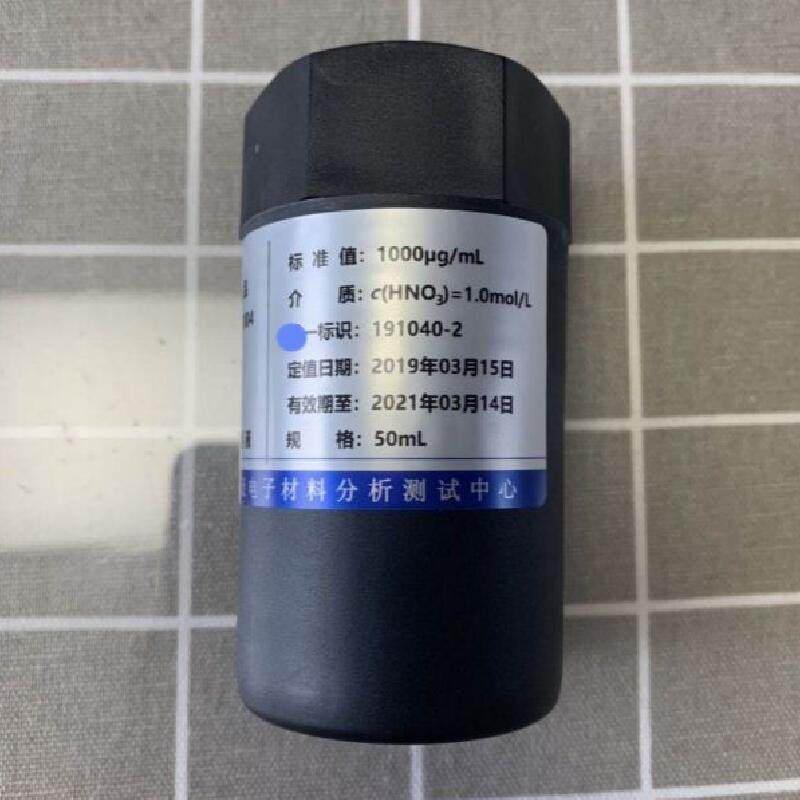 标 准 值：1000μg/mL
介 质：c(HNO₃)=1.0mol/L
一标识：191040-2
定值日期：2019年03月15日
有效期至：2021年03月14日
规 格：50mL
电子材料分析测试中心